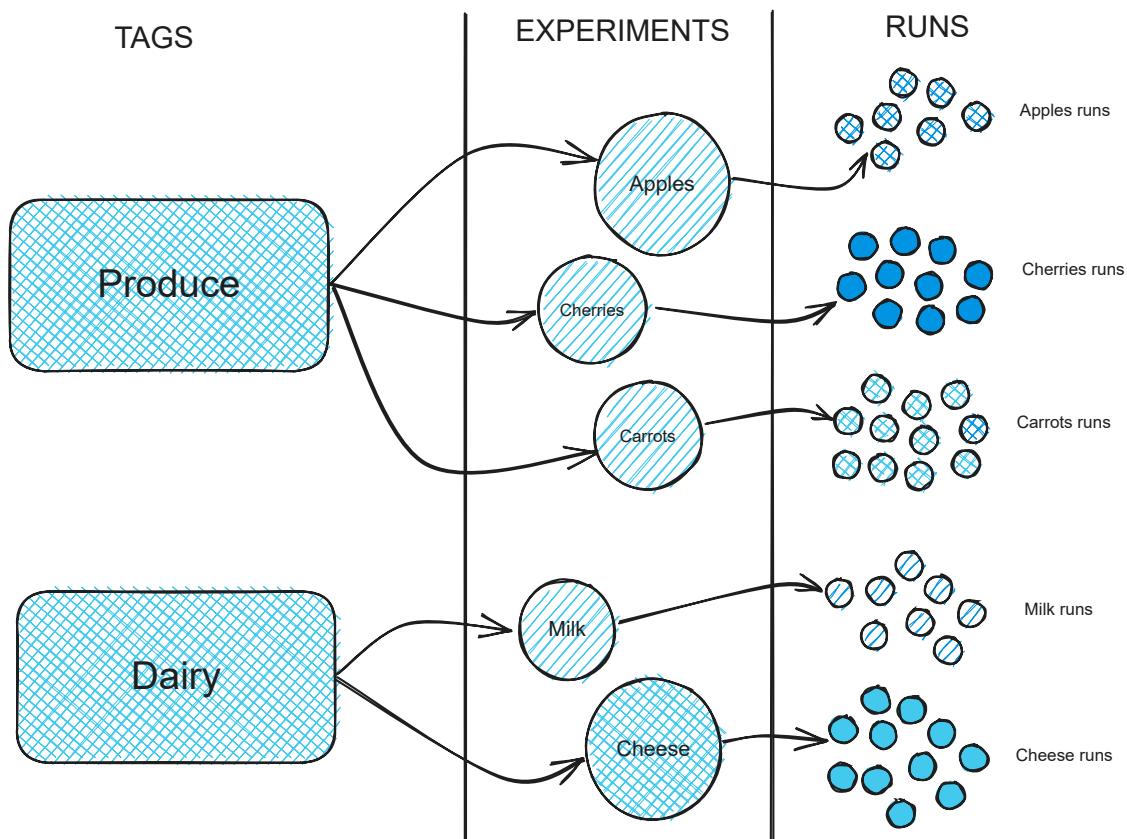 TAGS
EXPERIMENTS
RUNS
Produce
Apples
Apples runs
Cherries
Cherries runs
Carrots
Carrots runs
Dairy
Milk
Milk runs
Cheese
Cheese runs